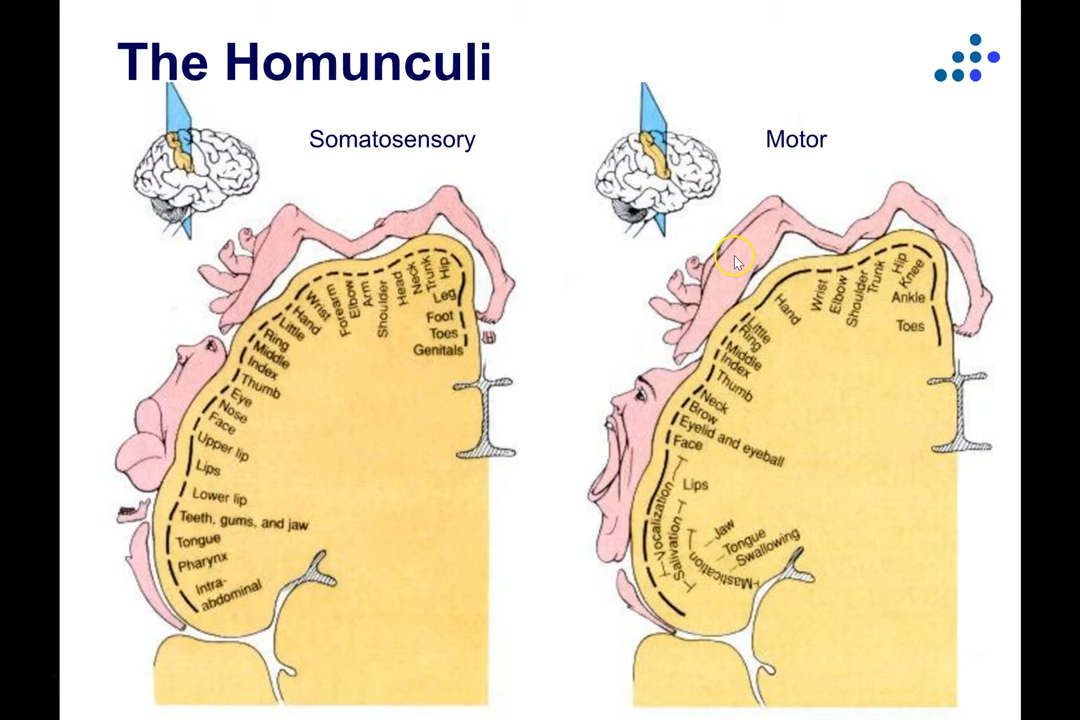 The Homunculi
Somatosensory
Motor
Hip
Trunk
Neck
Head
Shoulder
Arm
Elbow
Forearm
Wrist
Hand
Little
Ring
Middle
Index
Thumb
Eye
Nose
Face
Upper lip
Lips
Lower lip
Teeth, gums, and jaw
Tongue
Pharynx
Intra-
abdominal
Leg
Foot
Toes
Genitals
Hip
Knee
Trunk
Shoulder
Elbow
Wrist
Hand
Little
Ring
Middle
Index
Thumb
Neck
Brow
Eyelid and eyeball
Face
Lips
Vocalization
Salivation
Mastication
Jaw
Tongue
Swallowing
Ankle
Toes